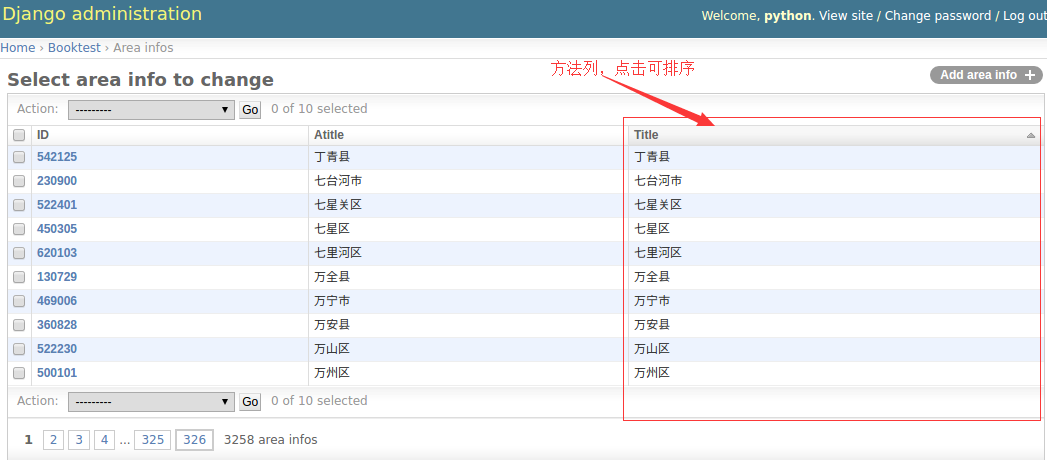 Django administration
Welcome, python. View site / Change password / Log out
Home › Booktest › Area infos
方法列，点击可排序
Select area info to change
Add area info +
Action: --------- Go 0 of 10 selected
ID Atitle Title
542125 丁青县 丁青县
230900 七台河市 七台河市
522401 七星关区 七星关区
450305 七星区 七星区
620103 七里河区 七里河区
130729 万全县 万全县
469006 万宁市 万宁市
360828 万安县 万安县
522230 万山区 万山区
500101 万州区 万州区
Action: --------- Go 0 of 10 selected
1 2 3 4 ... 325 326 3258 area infos